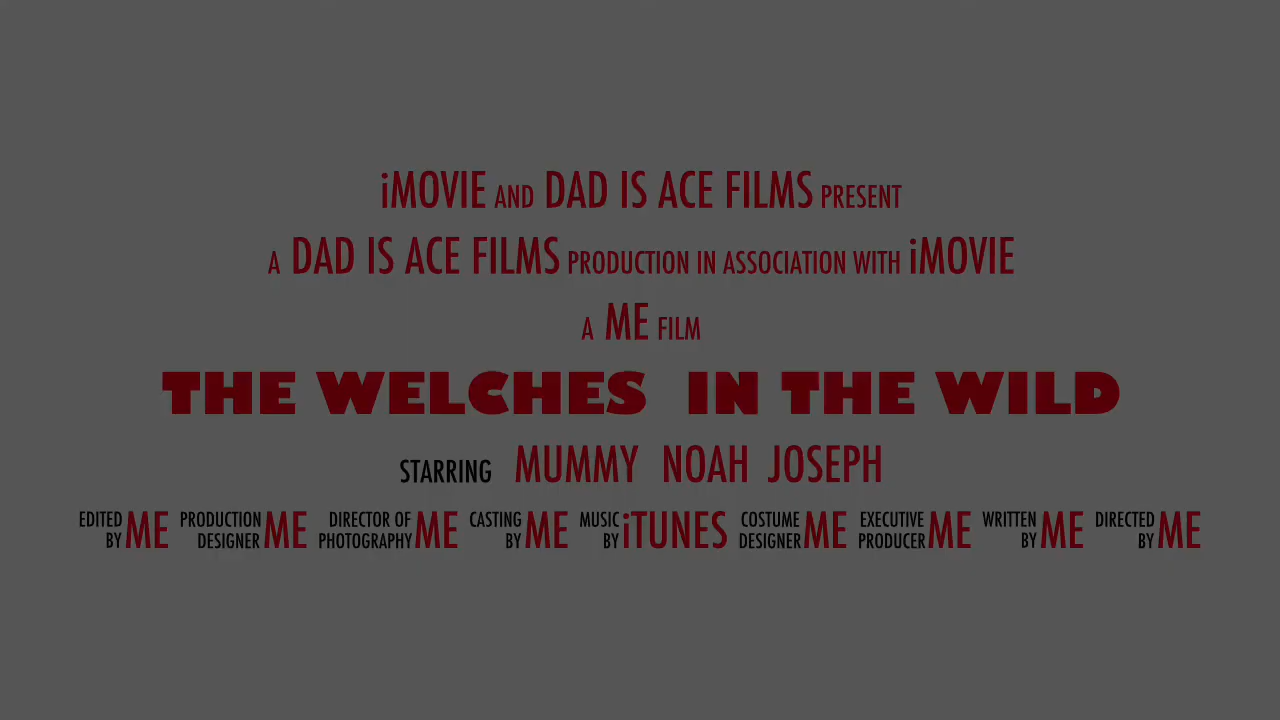 iMOVIE AND DAD IS ACE FILMS PRESENT
A DAD IS ACE FILMS PRODUCTION IN ASSOCIATION WITH iMOVIE
A ME FILM
THE WELCHES IN THE WILD
STARRING MUMMY NOAH JOSEPH
EDITED BY ME PRODUCTION DESIGNER ME DIRECTOR OF PHOTOGRAPHY ME CASTING BY ME MUSIC BY iTUNES COSTUME DESIGNER ME EXECUTIVE PRODUCER ME WRITTEN BY ME DIRECTED BY ME